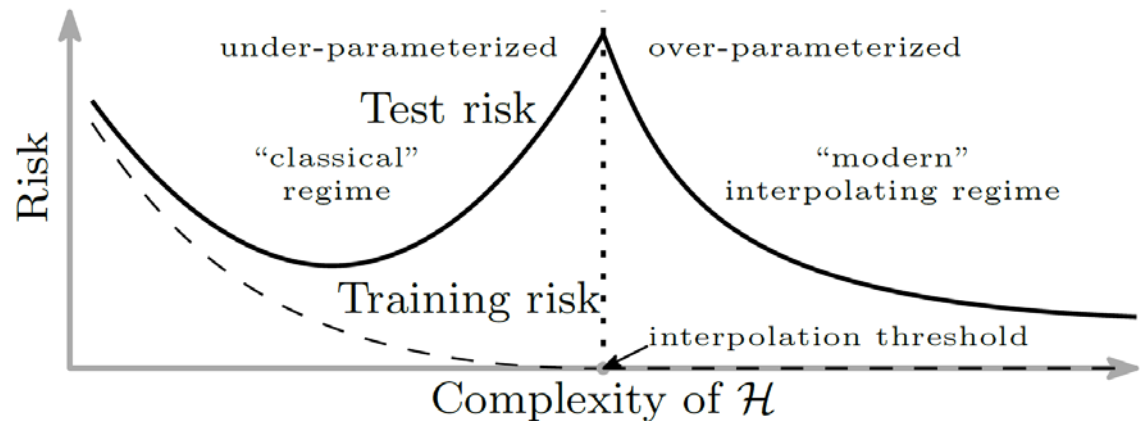 under-parameterized
over-parameterized
Test risk
“classical”
regime
“modern”
interpolating regime
Risk
Training risk
interpolation threshold
Complexity of ℋ